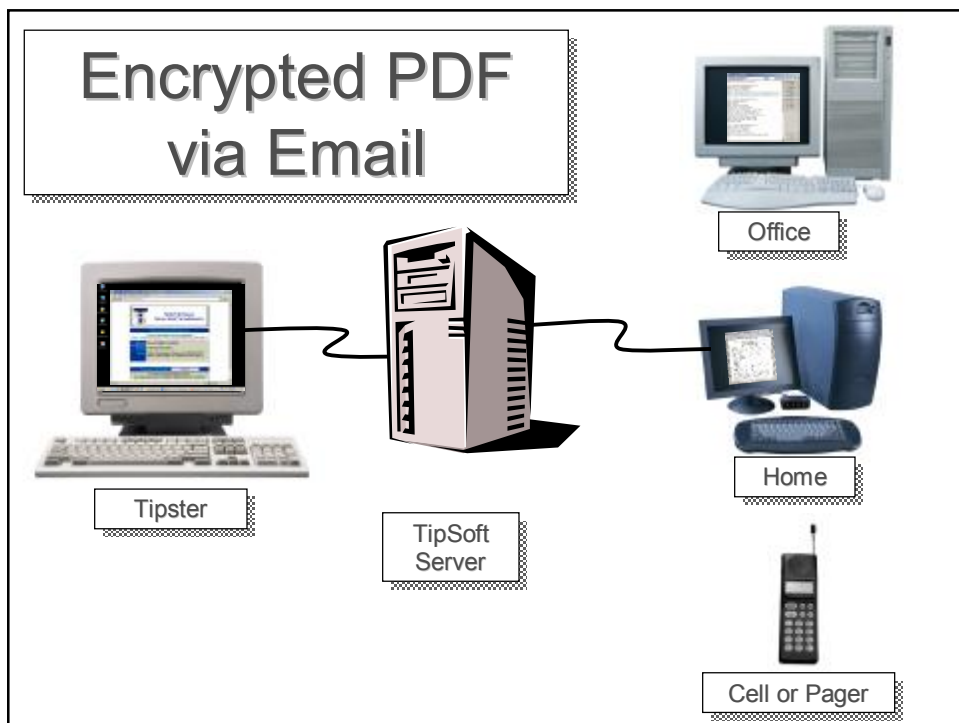 Encrypted PDF
via Email
Office
Tipster
TipSoft
Server
Home
Cell or Pager